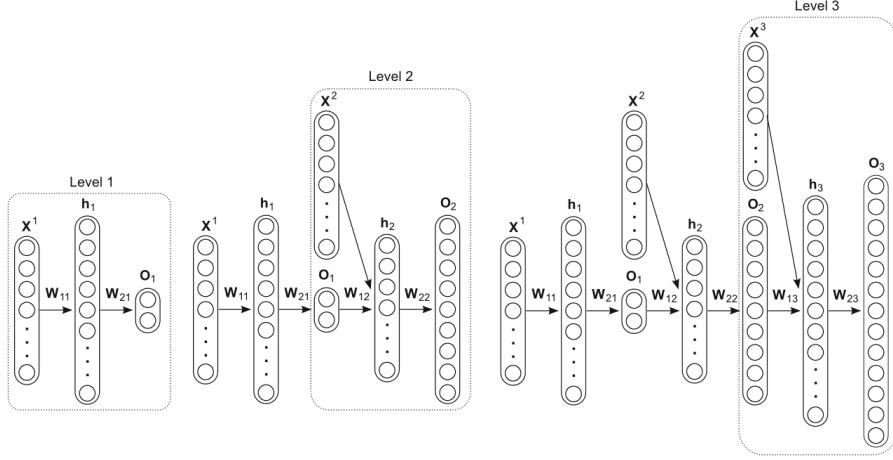 Level 1
X¹
h₁
O₁
W₁₁
W₂₁
Level 2
X²
X¹
h₁
O₁
h₂
O₂
W₁₁
W₂₁
W₁₂
W₂₂
Level 3
X³
X²
X¹
h₁
O₁
h₂
O₂
h₃
O₃
W₁₁
W₂₁
W₁₂
W₂₂
W₁₃
W₂₃